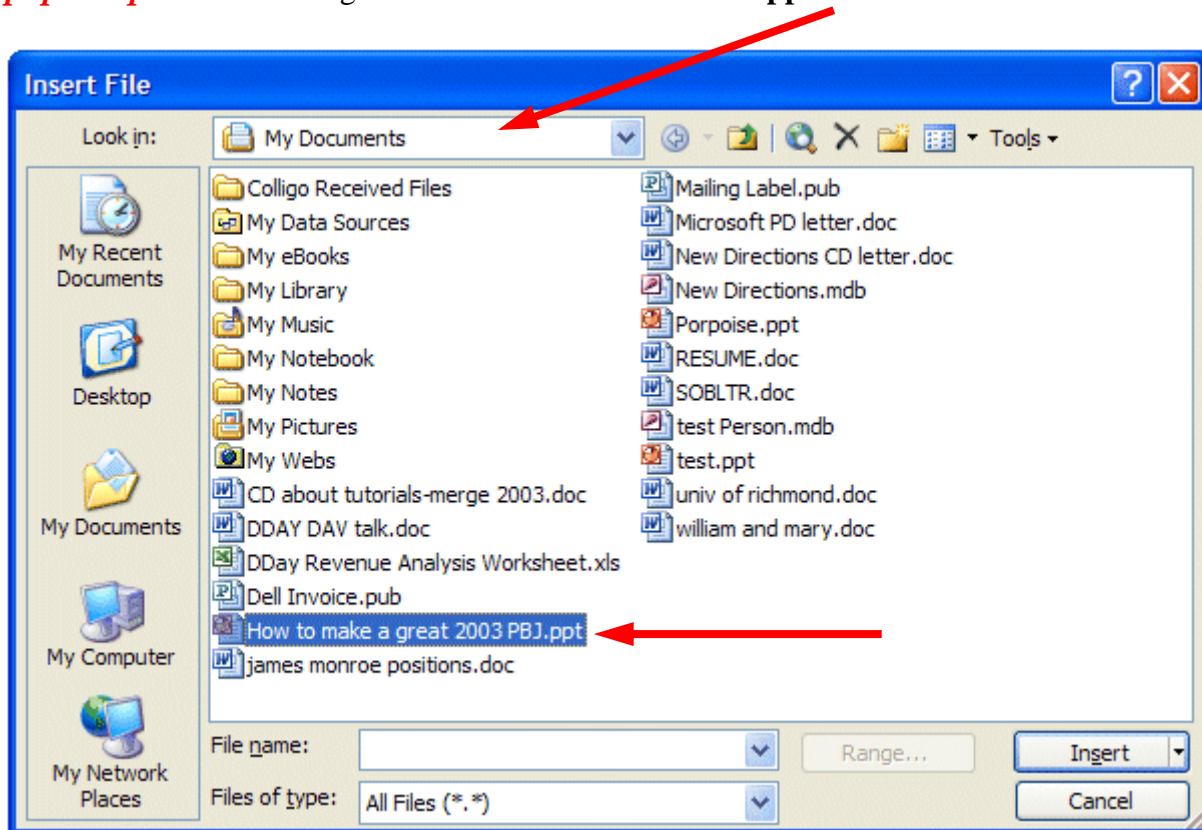 Insert File
Look in:
My Documents
Tools
My Recent
Documents
Desktop
My Documents
My Computer
My Network
Places
Colligo Received Files
My Data Sources
My eBooks
My Library
My Music
My Notebook
My Notes
My Pictures
My Webs
CD about tutorials-merge 2003.doc
DDAY DAV talk.doc
DDay Revenue Analysis Worksheet.xls
Dell Invoice.pub
How to make a great 2003 PBJ.ppt
james monroe positions.doc
Mailing Label.pub
Microsoft PD letter.doc
New Directions CD letter.doc
New Directions.mdb
Porpoise.ppt
RESUME.doc
SOBLTR.doc
test Person.mdb
test.ppt
univ of richmond.doc
william and mary.doc
File name:
Range...
Insert
Files of type:
All Files (*.*)
Cancel